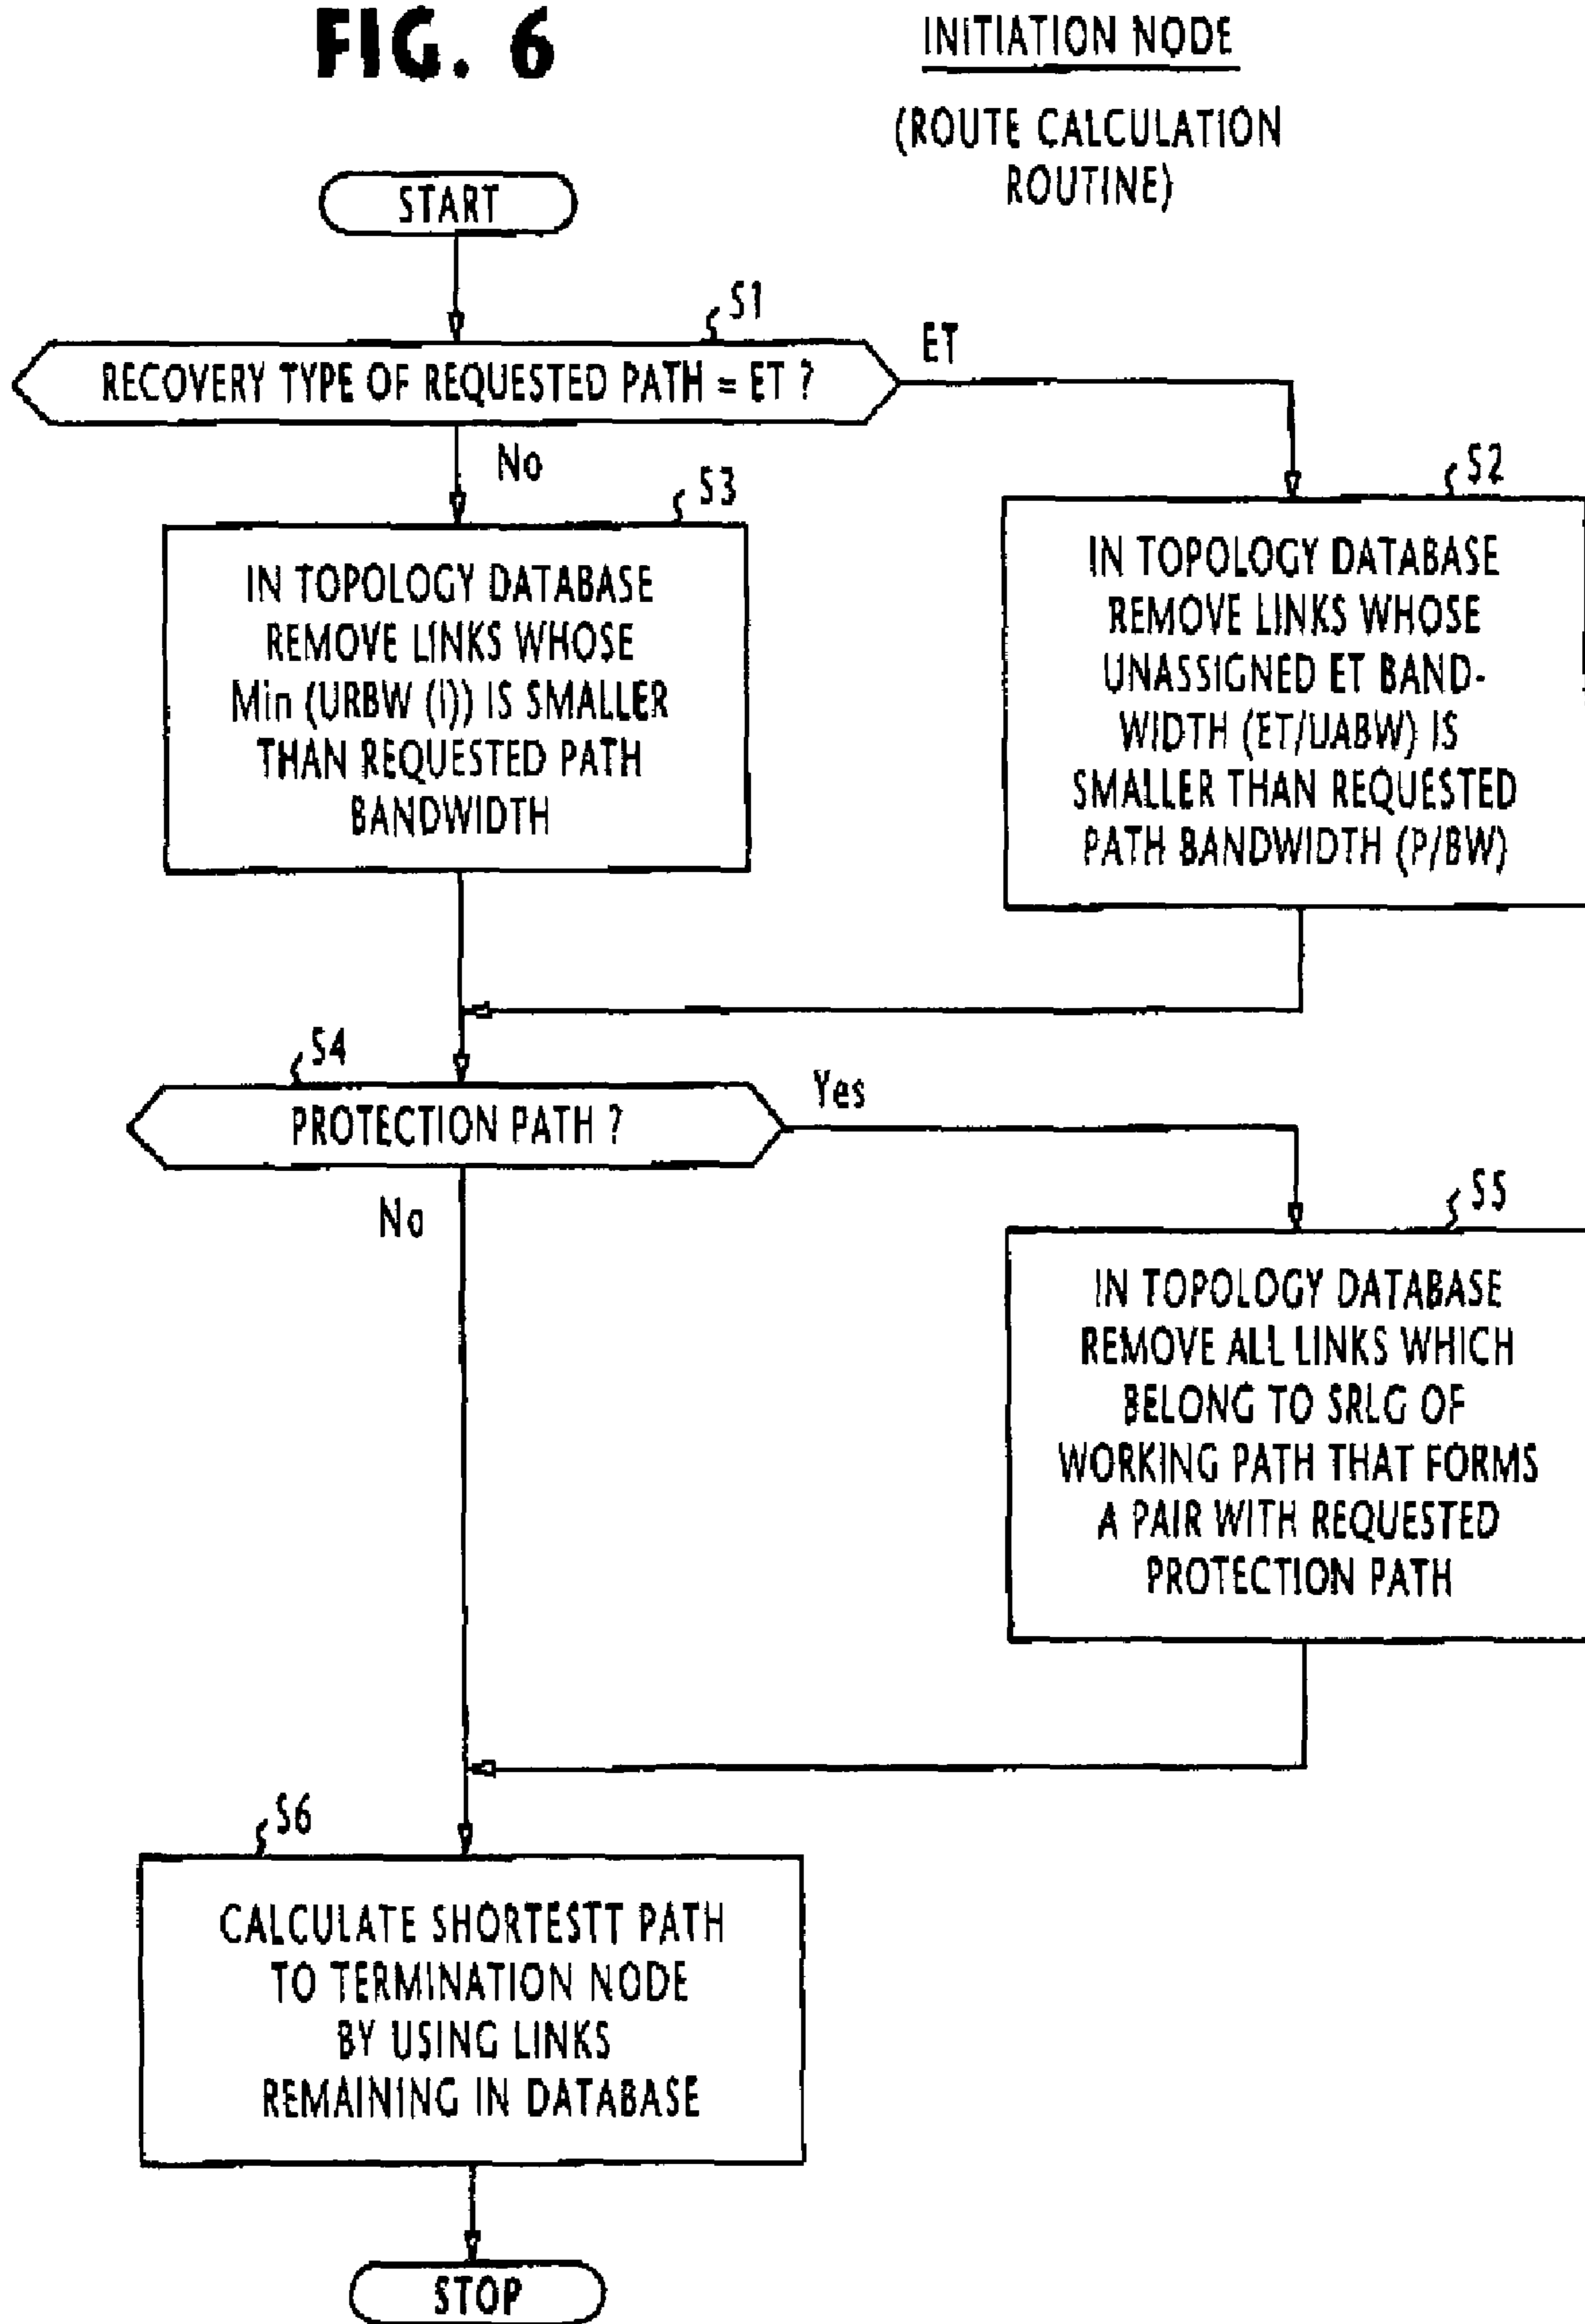 FIG. 6
INITIATION NODE
(ROUTE CALCULATION
ROUTINE)
START
S1
RECOVERY TYPE OF REQUESTED PATH = ET ?
ET
No
S3
IN TOPOLOGY DATABASE
REMOVE LINKS WHOSE
Min (URBW (i)) IS SMALLER
THAN REQUESTED PATH
BANDWIDTH
S2
IN TOPOLOGY DATABASE
REMOVE LINKS WHOSE
UNASSIGNED ET BAND-
WIDTH (ET/UABW) IS
SMALLER THAN REQUESTED
PATH BANDWIDTH (P/BW)
S4
PROTECTION PATH ?
Yes
No
S5
IN TOPOLOGY DATABASE
REMOVE ALL LINKS WHICH
BELONG TO SRLG OF
WORKING PATH THAT FORMS
A PAIR WITH REQUESTED
PROTECTION PATH
S6
CALCULATE SHORTESTT PATH
TO TERMINATION NODE
BY USING LINKS
REMAINING IN DATABASE
STOP